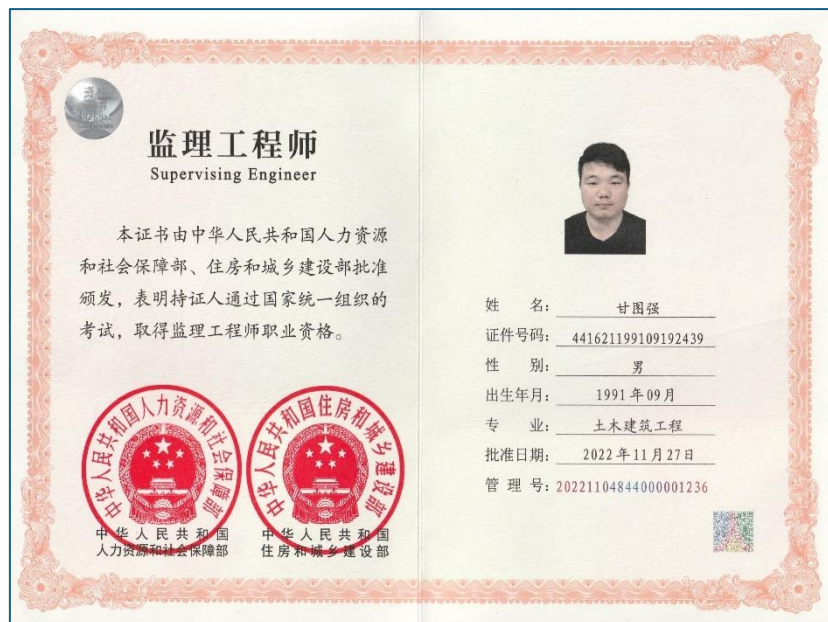 监理工程师
Supervising Engineer
本证书由中华人民共和国人力资源
和社会保障部、住房和城乡建设部批准
颁发，表明持证人通过国家统一组织的
考试，取得监理工程师职业资格。
中华人民共和国人力资源和社会保障部
中华人民共和国住房和城乡建设部
中华人民共和国
人力资源和社会保障部
中华人民共和国
住房和城乡建设部
姓 名：甘图强
证件号码：441621199109192439
性 别：男
出生年月：1991年09月
专 业：土木建筑工程
批准日期：2022年11月27日
管 理 号：20221104844000001236